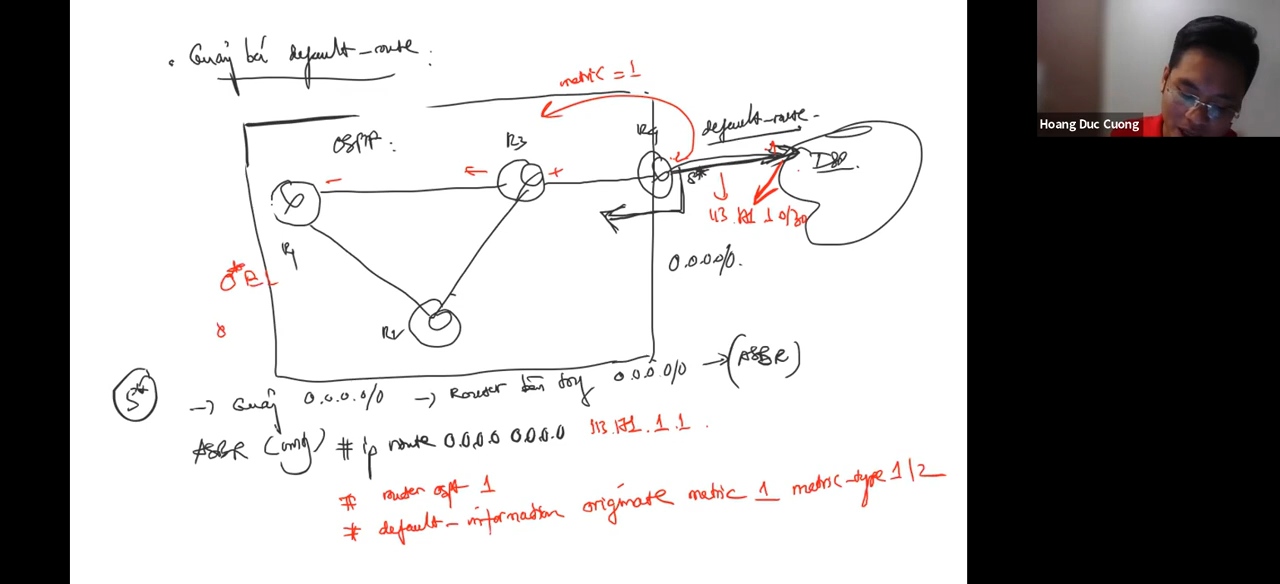 . Quảng bá default-route :
metric = 1
OSPF :
R3
R4
default-route
ISP .
S*
113.171.1.0/30
0.0.0.0/0.
R1
O*E
R2
S*
→ Quảng 0.0.0.0/0 → Router biên 0.0.0.0/0 → (ASBR)
ASBR (config) # ip route 0.0.0.0 0.0.0.0 113.171.1.1 .
# router ospf 1
# default-information originate metric 1 metric-type 1/2
Hoang Duc Cuong